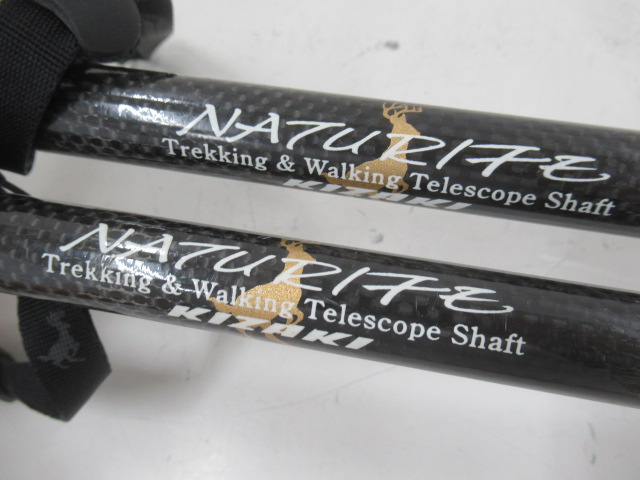 NATURIFE
Trekking & Walking Telescope Shaft
KIZAKI
NATURIFE
Trekking & Walking Telescope Shaft
KIZAKI